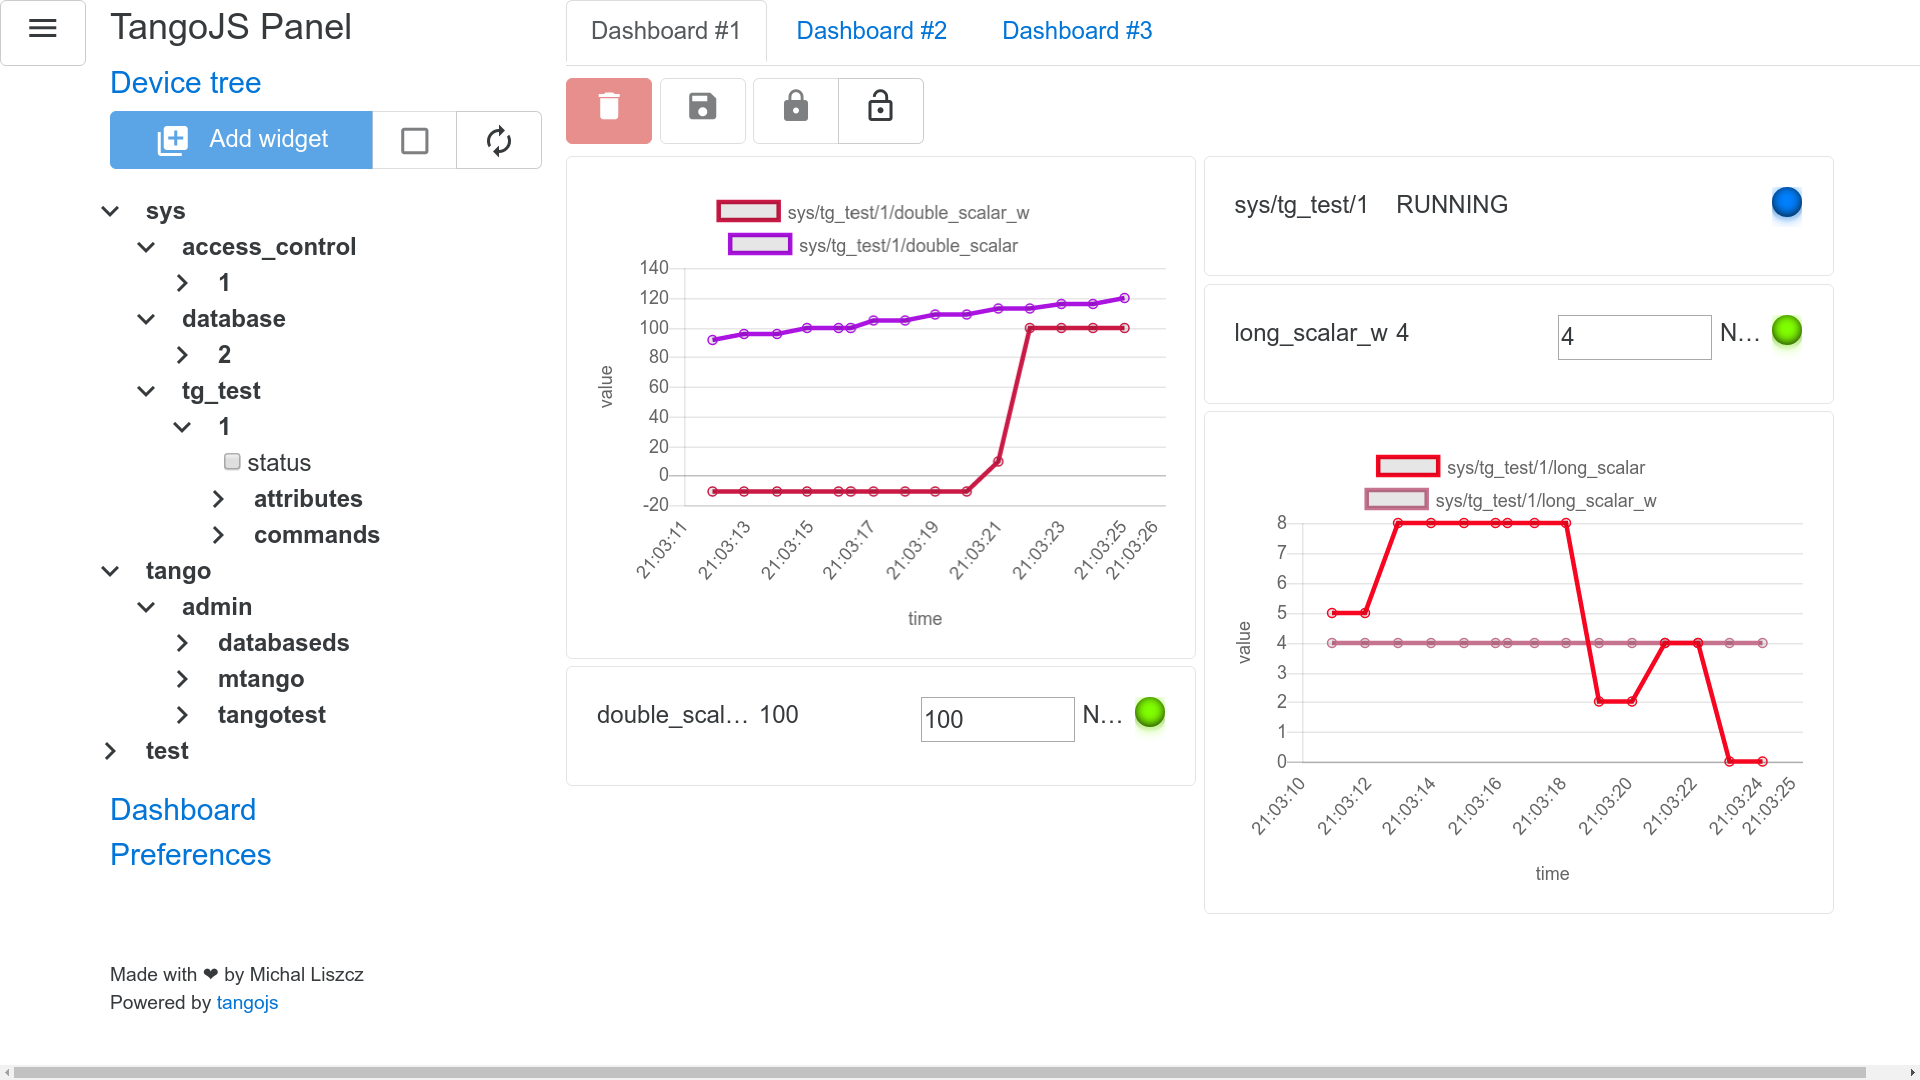 TangoJS Panel
Device tree
Add widget
sys
access_control
1
database
2
tg_test
1
status
attributes
commands
tango
admin
databaseds
mtango
tangotest
test
Dashboard
Preferences
Made with ❤ by Michal Liszcz
Powered by tangojs
Dashboard #1 Dashboard #2 Dashboard #3
sys/tg_test/1/double_scalar_w
sys/tg_test/1/double_scalar
140
120
100
80
60
40
20
0
-20
value
21:03:11 21:03:13 21:03:15 21:03:17 21:03:19 21:03:21 21:03:23 21:03:25 21:03:26
time
double_scal... 100 100 N...
sys/tg_test/1 RUNNING
long_scalar_w 4 4 N...
sys/tg_test/1/long_scalar
sys/tg_test/1/long_scalar_w
8
7
6
5
4
3
2
1
0
value
21:03:10 21:03:12 21:03:14 21:03:16 21:03:18 21:03:20 21:03:22 21:03:24 21:03:25
time